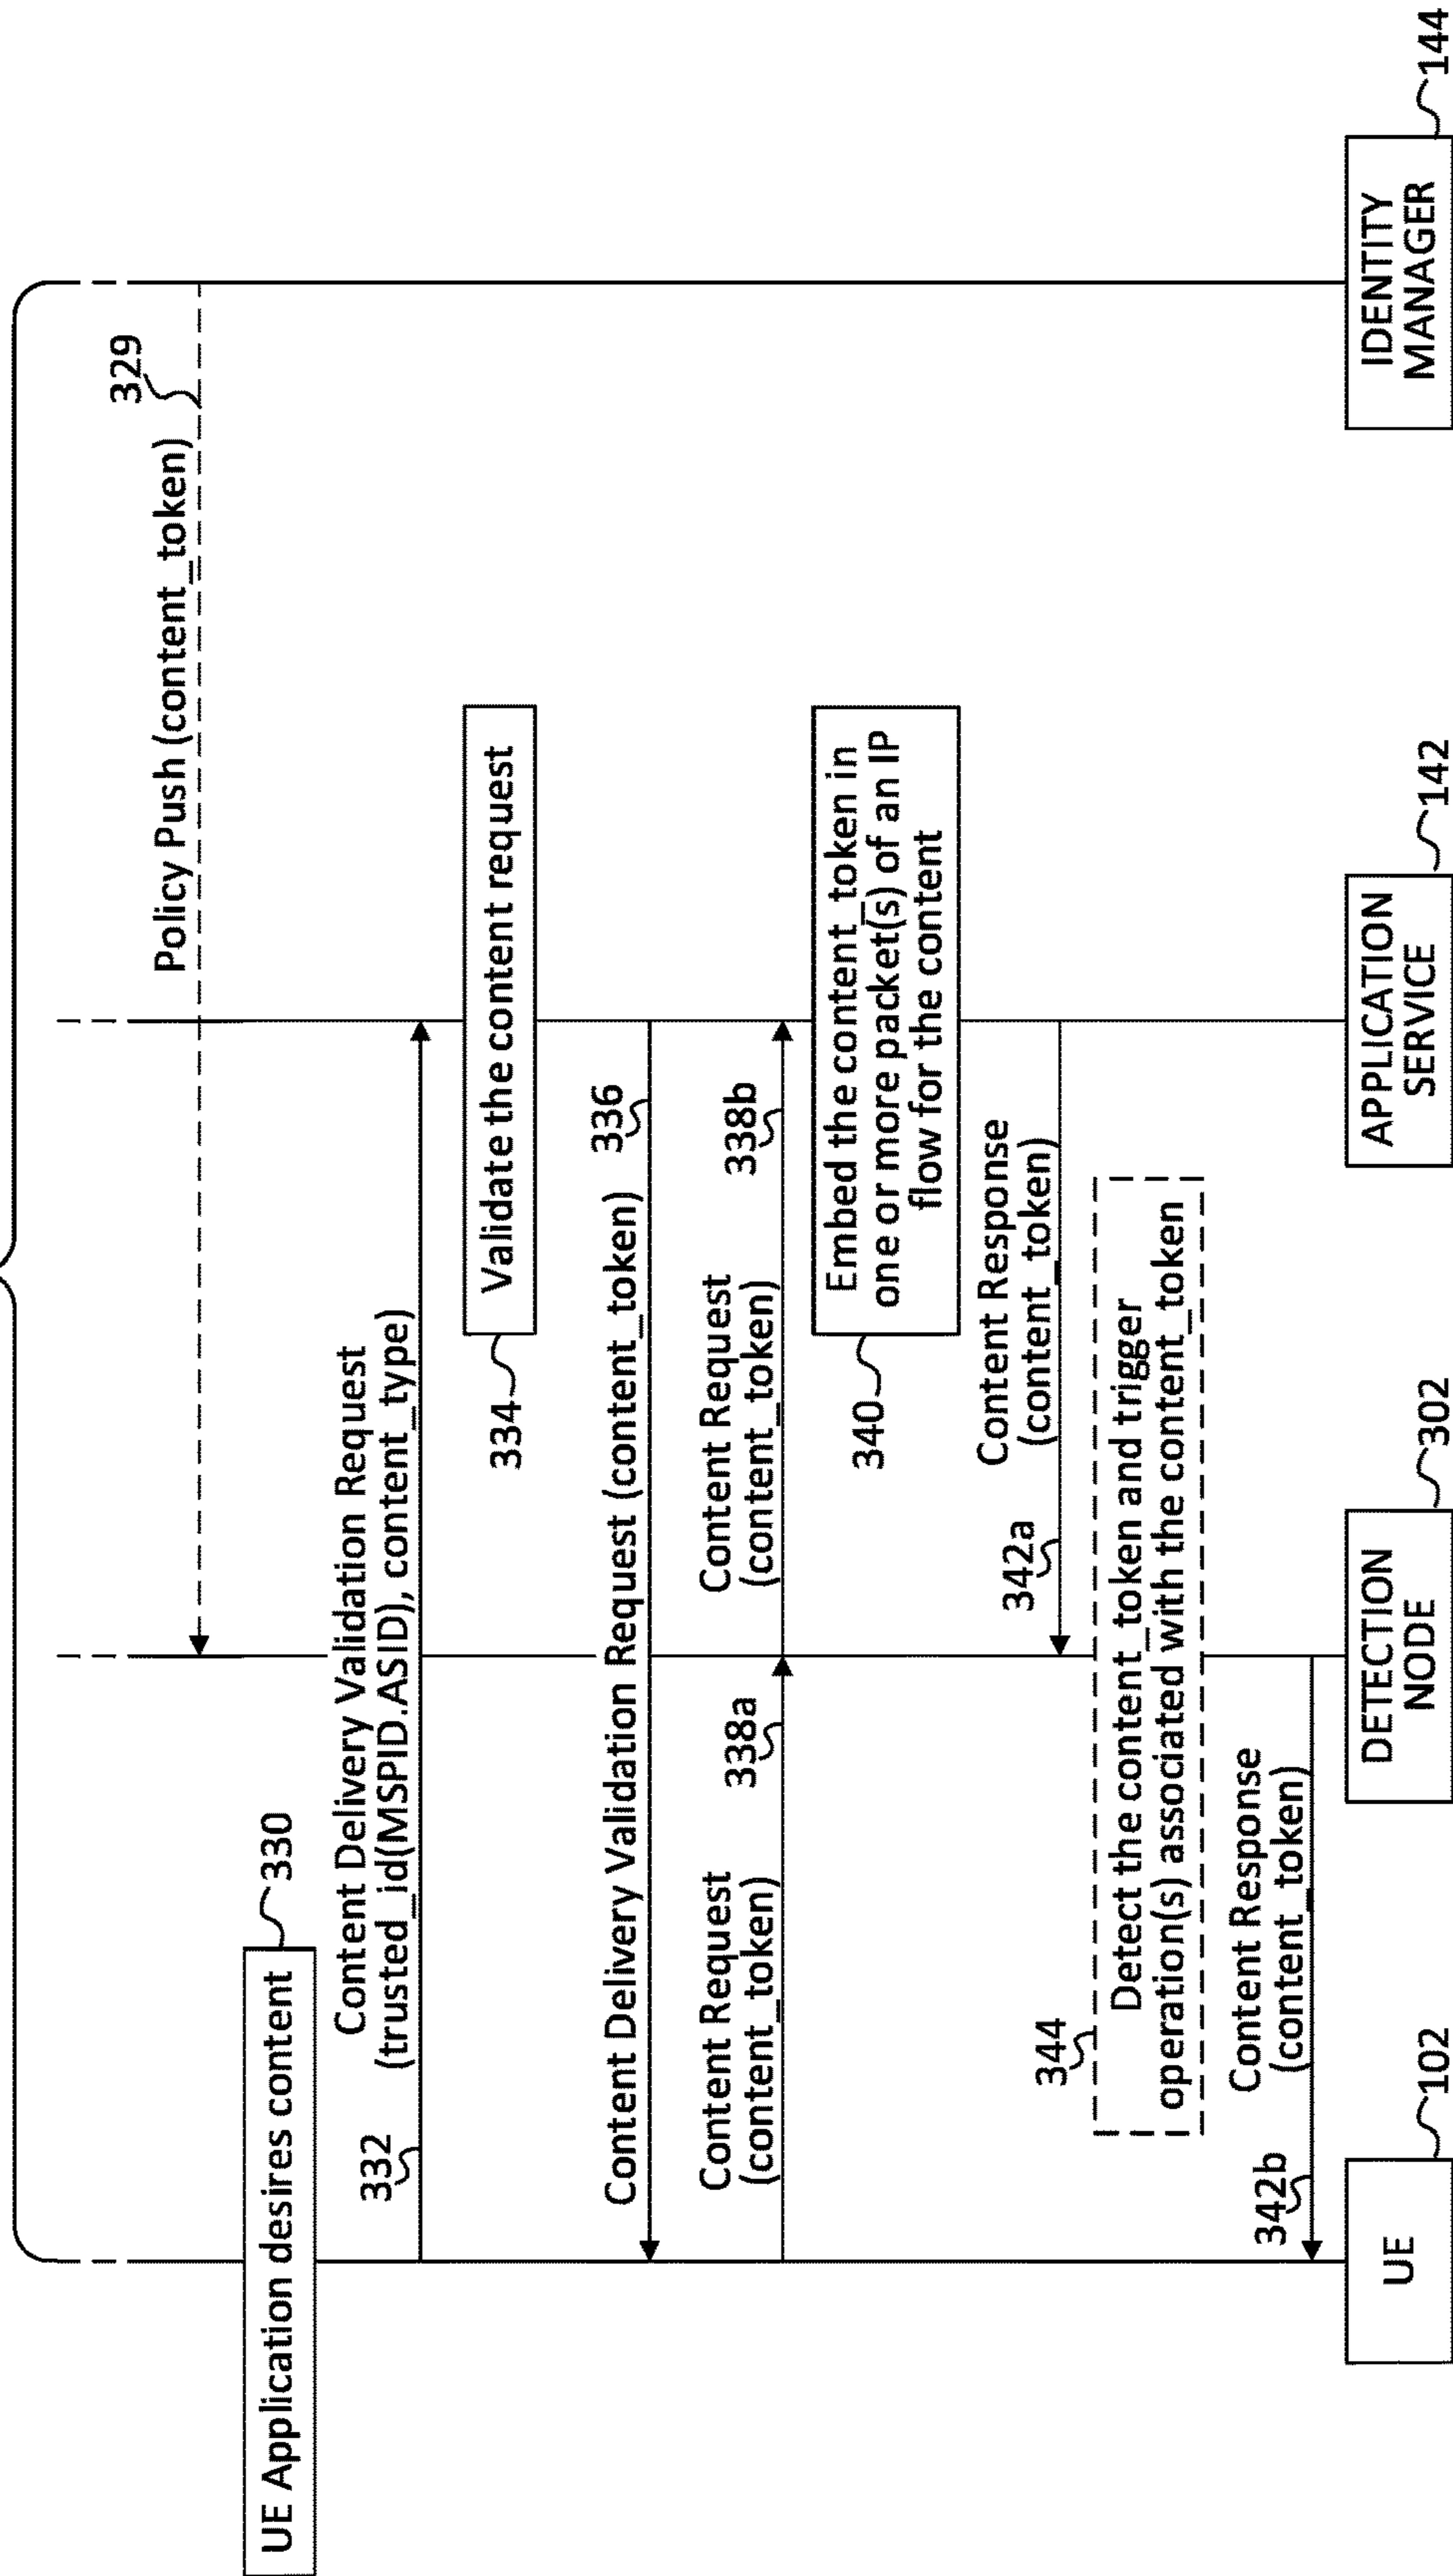 Policy Push (content_token)
329
UE Application desires content
330
Content Delivery Validation Request
(trusted_id(MSPID.ASID), content_type)
332
Validate the content request
334
Content Delivery Validation Request (content_token)
336
Content Request
(content_token)
338a
Content Request
(content_token)
338b
Embed the content_token in
one or more packet(s) of an IP
flow for the content
340
Content Response
(content_token)
342a
Detect the content_token and trigger
operation(s) associated with the content_token
344
Content Response
(content_token)
342b
UE
102
DETECTION
NODE
302
APPLICATION
SERVICE
142
IDENTITY
MANAGER
144